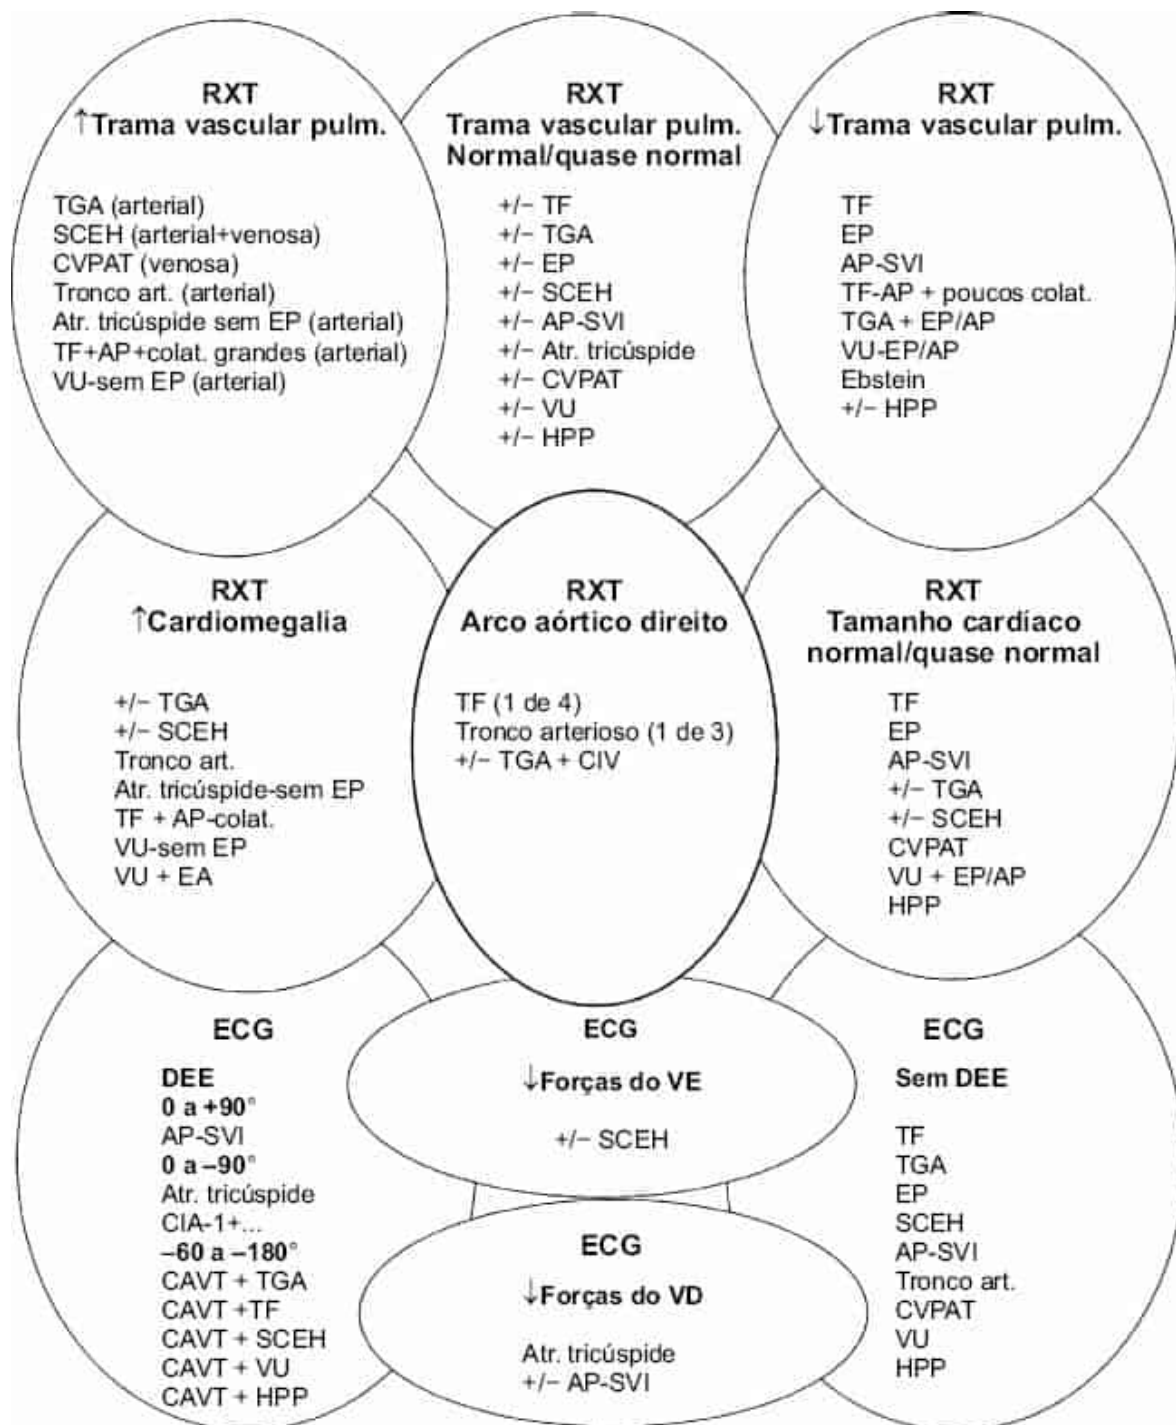 RXT
↑Trama vascular pulm.
TGA (arterial)
SCEH (arterial+venosa)
CVPAT (venosa)
Tronco art. (arterial)
Atr. tricúspide sem EP (arterial)
TF+AP+colat. grandes (arterial)
VU-sem EP (arterial)
RXT
Trama vascular pulm.
Normal/quase normal
+/− TF
+/− TGA
+/− EP
+/− SCEH
+/− AP-SVI
+/− Atr. tricúspide
+/− CVPAT
+/− VU
+/− HPP
RXT
↓Trama vascular pulm.
TF
EP
AP-SVI
TF-AP + poucos colat.
TGA + EP/AP
VU-EP/AP
Ebstein
+/− HPP
RXT
↑Cardiomegalia
+/− TGA
+/− SCEH
Tronco art.
Atr. tricúspide-sem EP
TF + AP-colat.
VU-sem EP
VU + EA
RXT
Arco aórtico direito
TF (1 de 4)
Tronco arterioso (1 de 3)
+/− TGA + CIV
RXT
Tamanho cardíaco
normal/quase normal
TF
EP
AP-SVI
+/− TGA
+/− SCEH
CVPAT
VU + EP/AP
HPP
ECG
DEE
0 a +90°
AP-SVI
0 a −90°
Atr. tricúspide
CIA-1+...
−60 a −180°
CAVT + TGA
CAVT +TF
CAVT + SCEH
CAVT + VU
CAVT + HPP
ECG
↓Forças do VE
+/− SCEH
ECG
↓Forças do VD
Atr. tricúspide
+/− AP-SVI
ECG
Sem DEE
TF
TGA
EP
SCEH
AP-SVI
Tronco art.
CVPAT
VU
HPP